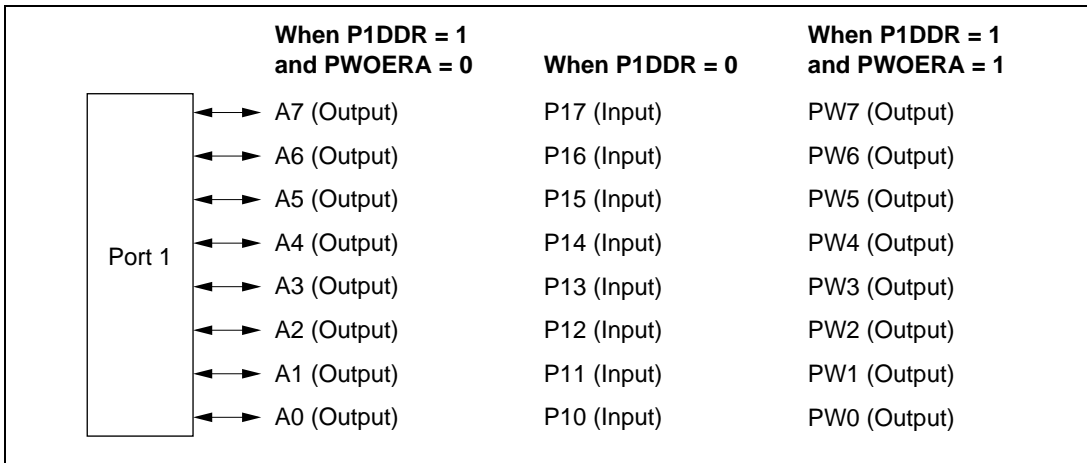 When P1DDR = 1 and PWOERA = 0
When P1DDR = 0
When P1DDR = 1 and PWOERA = 1
Port 1
A7 (Output) P17 (Input) PW7 (Output)
A6 (Output) P16 (Input) PW6 (Output)
A5 (Output) P15 (Input) PW5 (Output)
A4 (Output) P14 (Input) PW4 (Output)
A3 (Output) P13 (Input) PW3 (Output)
A2 (Output) P12 (Input) PW2 (Output)
A1 (Output) P11 (Input) PW1 (Output)
A0 (Output) P10 (Input) PW0 (Output)